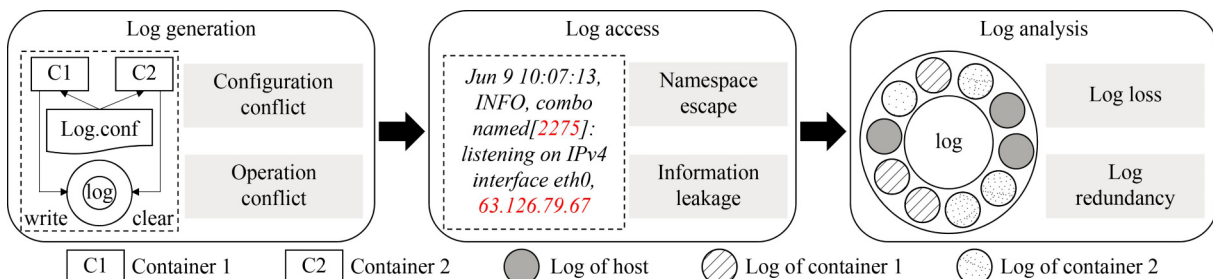 Log generation
C1
C2
Log.conf
log
write
clear
Configuration
conflict
Operation
conflict
Log access
Jun 9 10:07:13,
INFO, combo
named[2275]:
listening on IPv4
interface eth0,
63.126.79.67
Namespace
escape
Information
leakage
Log analysis
log
Log loss
Log
redundancy
C1 Container 1
C2 Container 2
Log of host
Log of container 1
Log of container 2